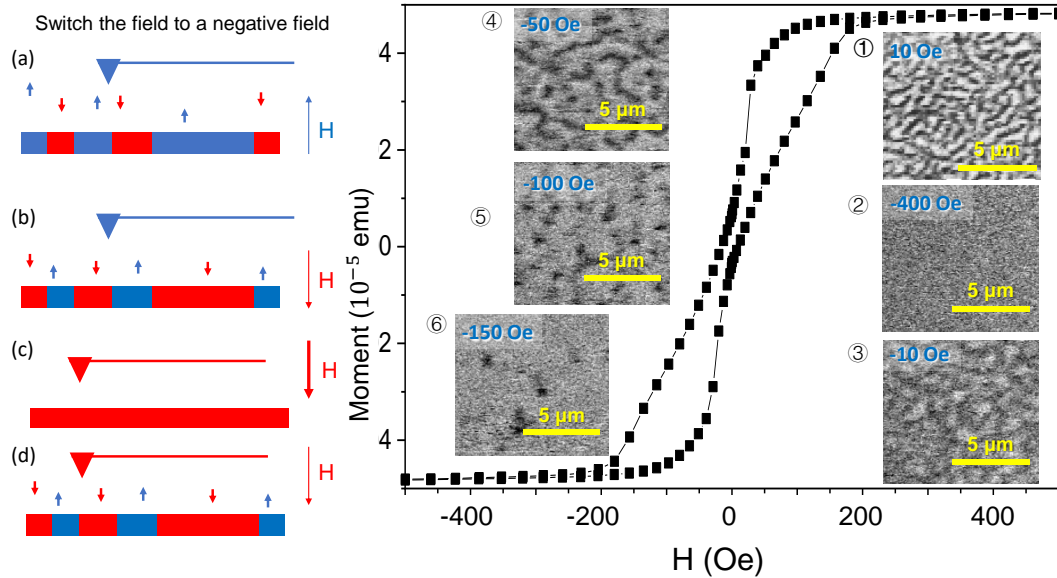 Switch the field to a negative field
(a)
H
(b)
H
(c)
H
(d)
H
Moment (10⁻⁵ emu)
4
2
0
2
4
-400
-200
0
200
400
H (Oe)
④
-50 Oe
5 μm
⑤
-100 Oe
5 μm
⑥
-150 Oe
5 μm
①
10 Oe
5 μm
②
-400 Oe
5 μm
③
-10 Oe
5 μm